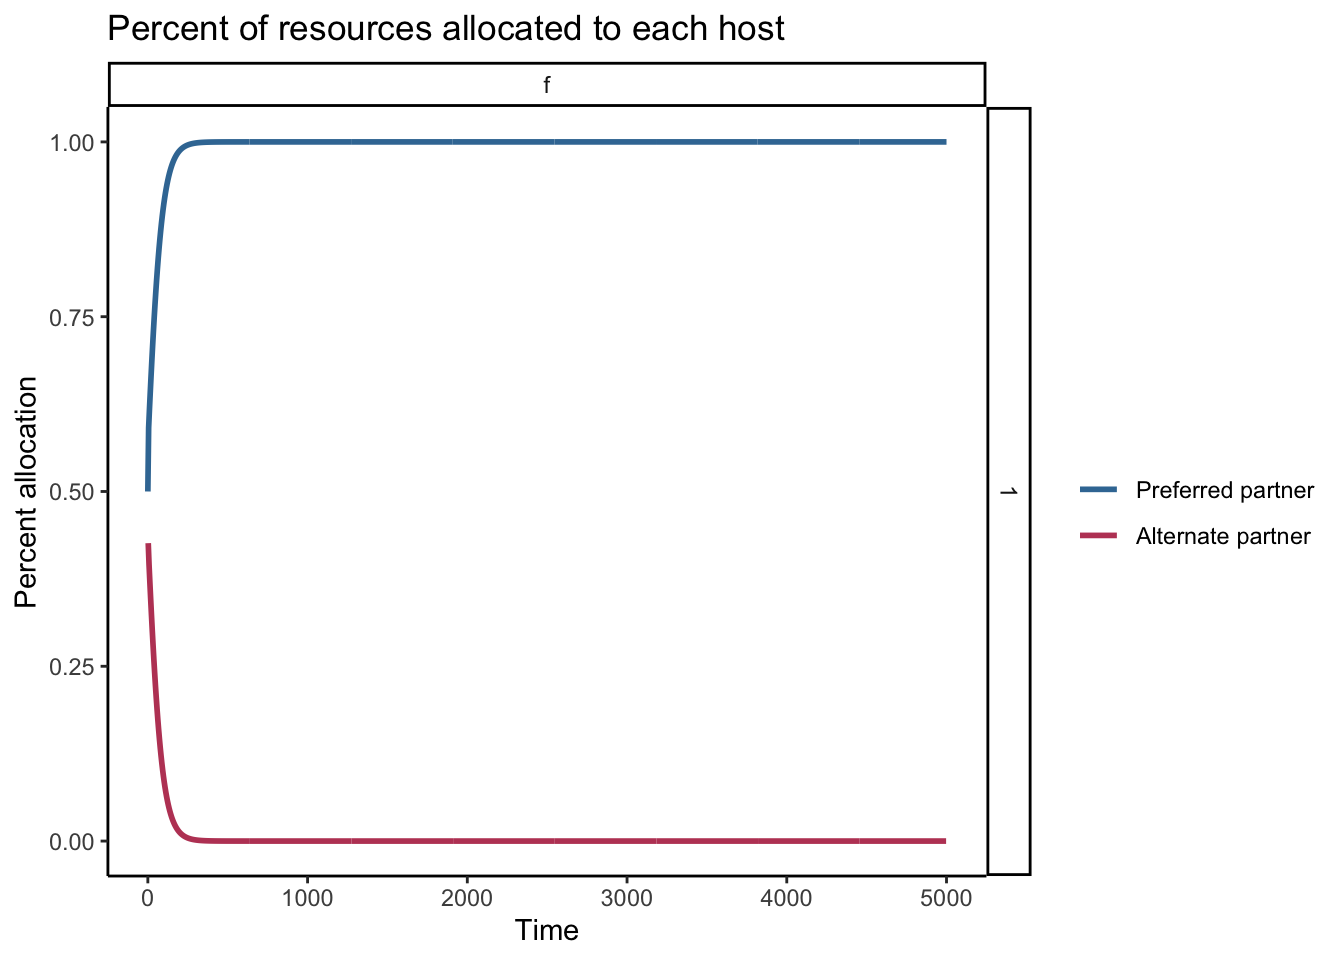 Percent of resources allocated to each host
f
1
1.00
0.75
0.50
0.25
0.00
Percent allocation
0
1000
2000
3000
4000
5000
Time
Preferred partner
Alternate partner